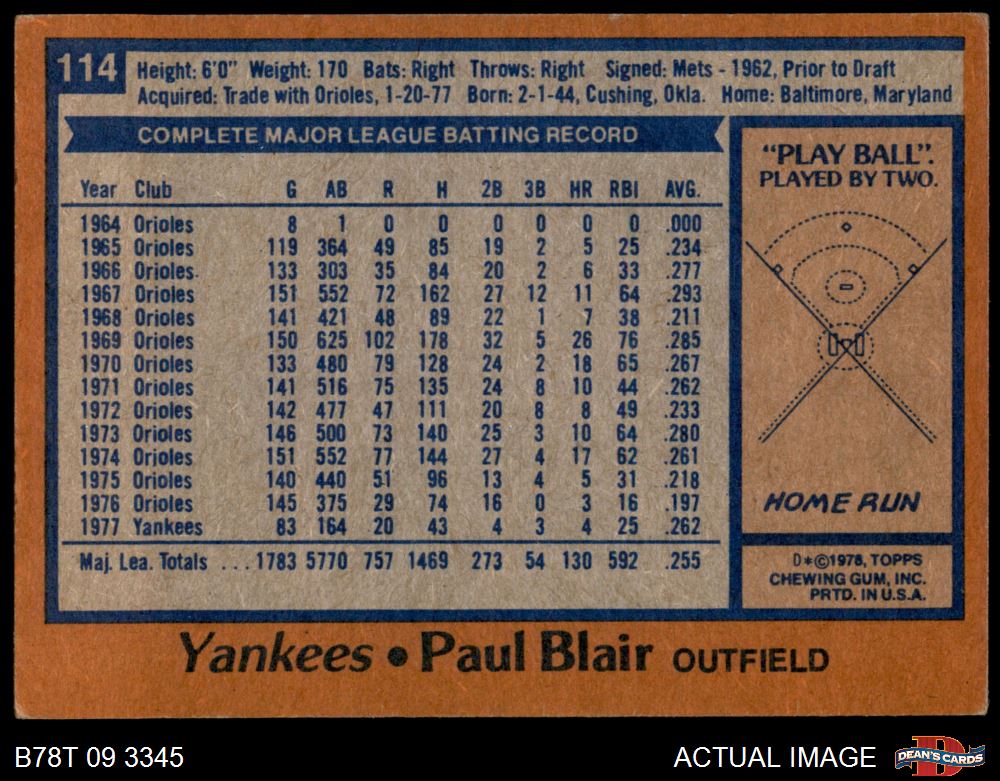 114
Height: 6'0" Weight: 170 Bats: Right Throws: Right Signed: Mets - 1962, Prior to Draft
Acquired: Trade with Orioles, 1-20-77 Born: 2-1-44, Cushing, Okla. Home: Baltimore, Maryland
COMPLETE MAJOR LEAGUE BATTING RECORD
Year Club G AB R H 2B 3B HR RBI AVG.
1964 Orioles 8 1 0 0 0 0 0 0 .000
1965 Orioles 119 364 49 85 19 2 5 25 .234
1966 Orioles. 133 303 35 84 20 2 6 33 .277
1967 Orioles 151 552 72 162 27 12 11 64 .293
1968 Orioles 141 421 48 89 22 1 7 38 .211
1969 Orioles 150 625 102 178 32 5 26 76 .285
1970 Orioles 133 480 79 128 24 2 18 65 .267
1971 Orioles 141 516 75 135 24 8 10 44 .262
1972 Orioles 142 477 47 111 20 8 8 49 .233
1973 Orioles 146 500 73 140 25 3 10 64 .280
1974 Orioles 151 552 77 144 27 4 17 62 .261
1975 Orioles 140 440 51 96 13 4 5 31 .218
1976 Orioles 145 375 29 74 16 0 3 16 .197
1977 Yankees 83 164 20 43 4 3 4 25 .262
Maj. Lea. Totals ... 1783 5770 757 1469 273 54 130 592 .255
"PLAY BALL".
PLAYED BY TWO.
HOME RUN
D*©1978, TOPPS
CHEWING GUM, INC.
PRTD. IN U.S.A.
Yankees • Paul Blair OUTFIELD
B78T 09 3345 ACTUAL IMAGE
D
DEAN'S CARDS